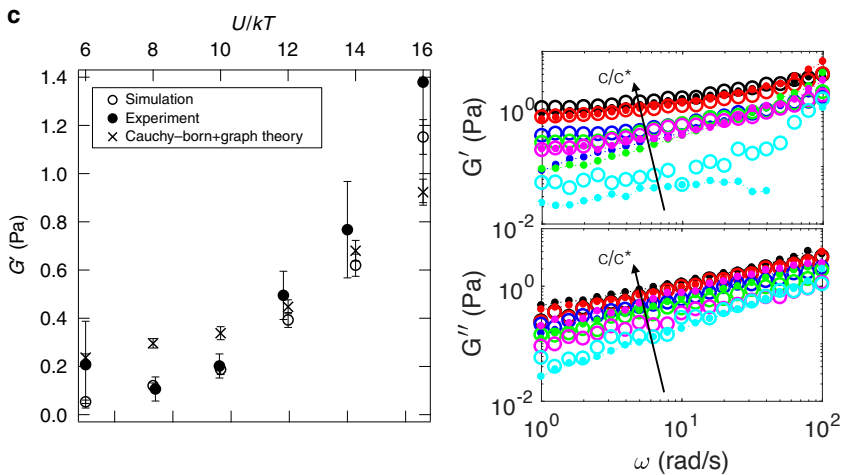 c
U/kT
6 8 10 12 14 16
Simulation
Experiment
Cauchy–born+graph theory
1.4
1.2
1.0
0.8
0.6
0.4
0.2
0.0
G′ (Pa)
c/c*
10⁰
10⁻²
G′ (Pa)
c/c*
10⁰
10⁻²
G′′ (Pa)
10⁰ 10¹ 10²
ω (rad/s)